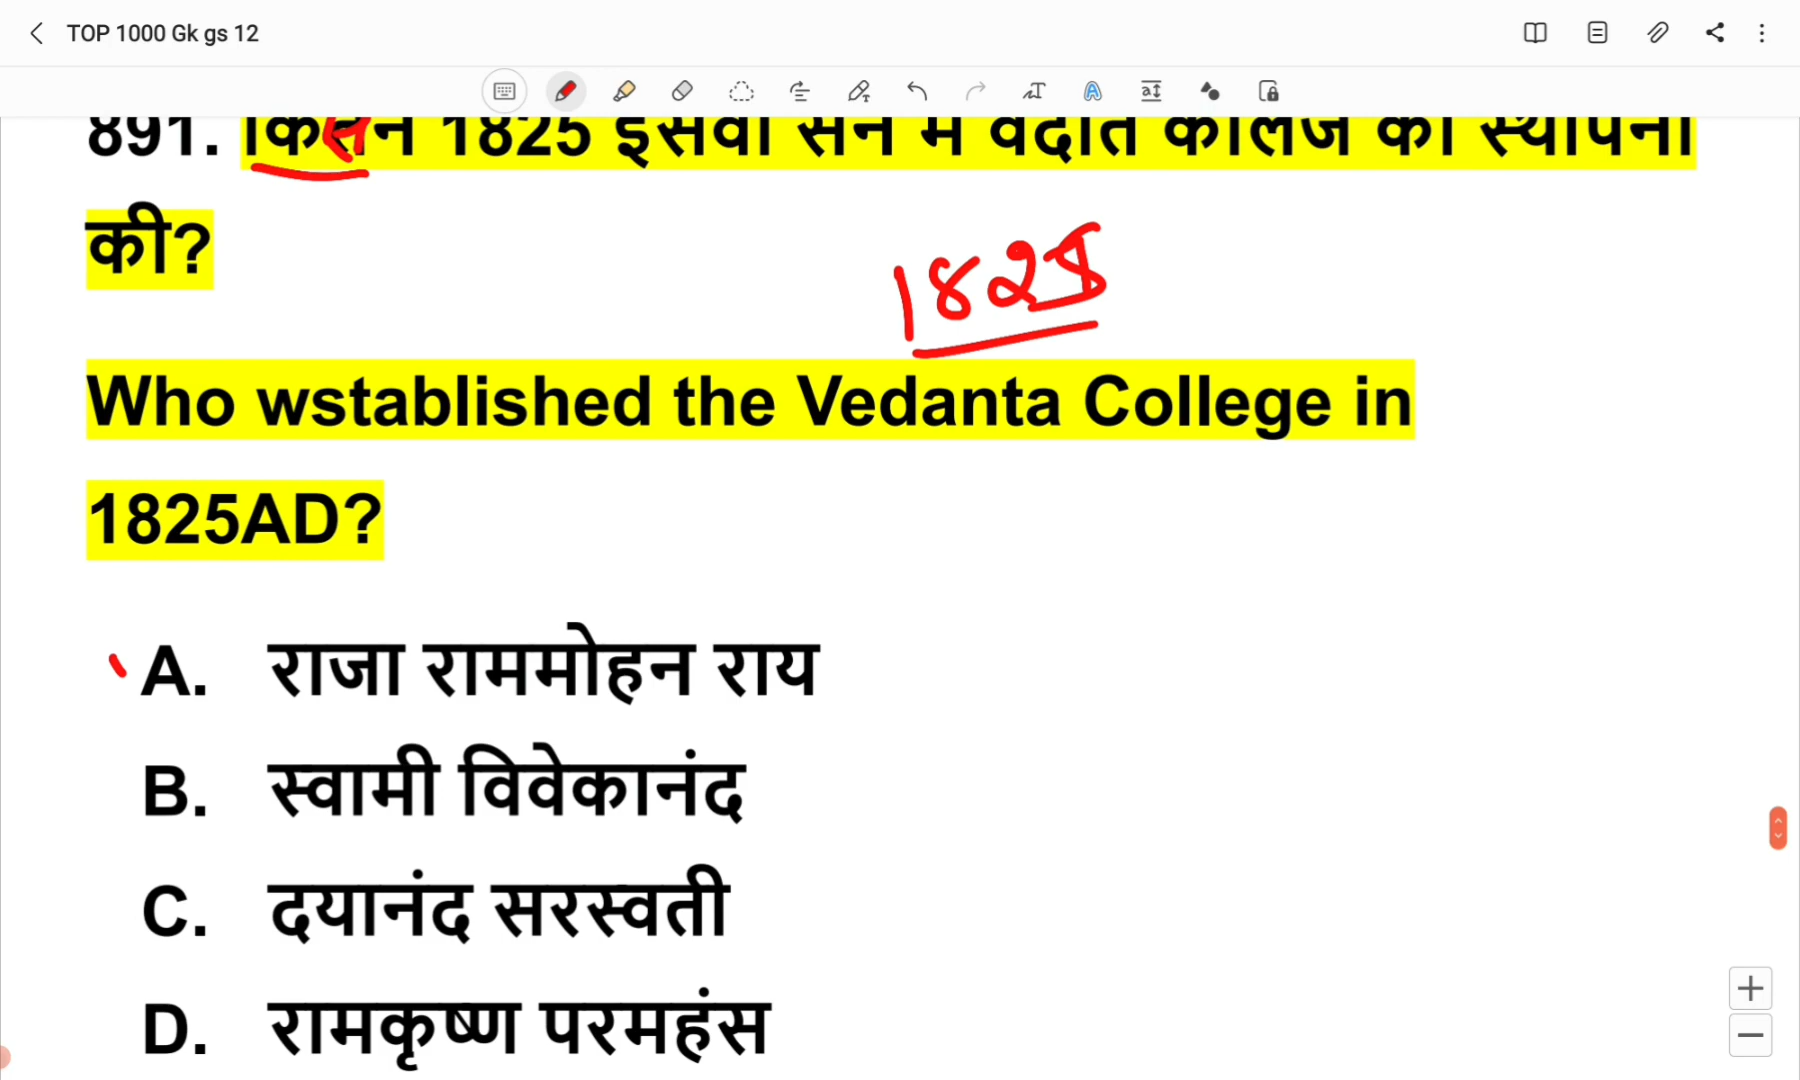 TOP 1000 Gk gs 12
891. किसन 1825 इसवी सन में वेदांत कॉलेज की स्थापना
की?
1825
Who wstablished the Vedanta College in
1825AD?
A. राजा राममोहन राय
B. स्वामी विवेकानंद
C. दयानंद सरस्वती
D. रामकृष्ण परमहंस